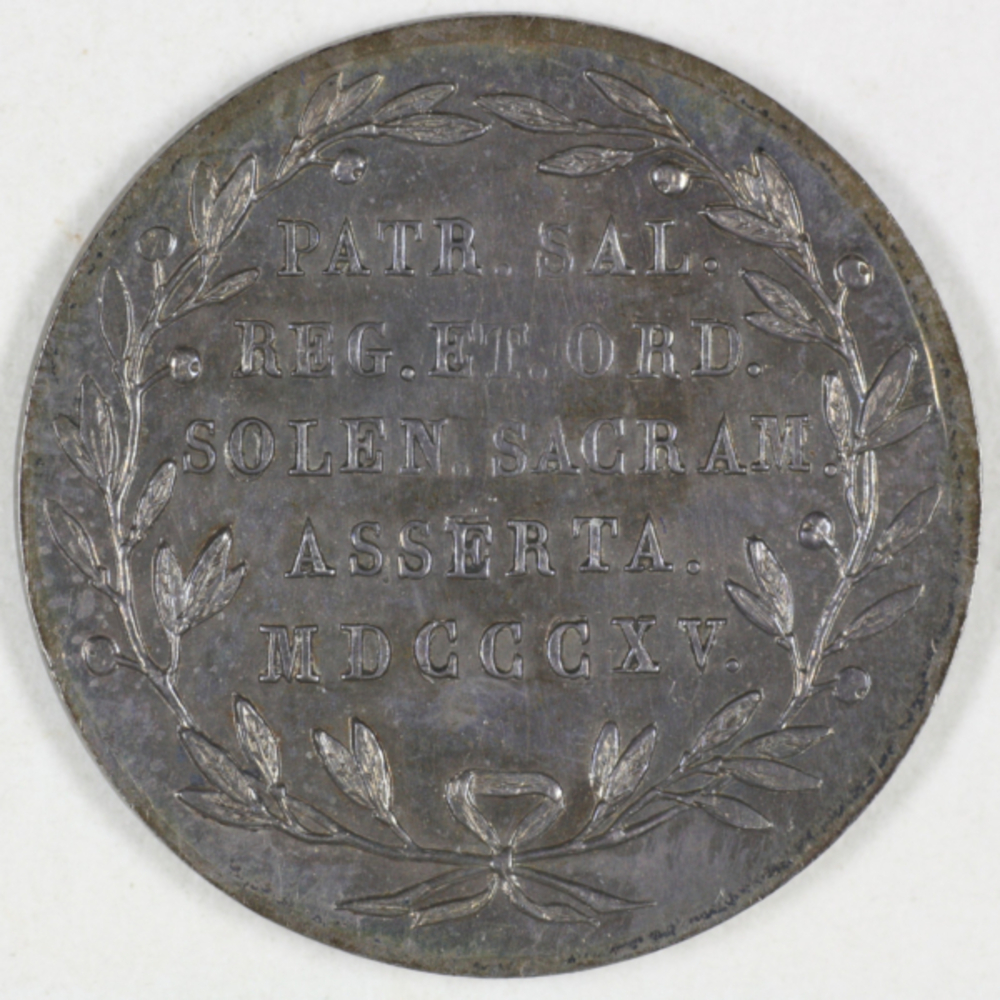 PATR. SAL.
REG. ET. ORD.
SOLEN. SACRAM.
ASSERTA.
MDCCCXV.